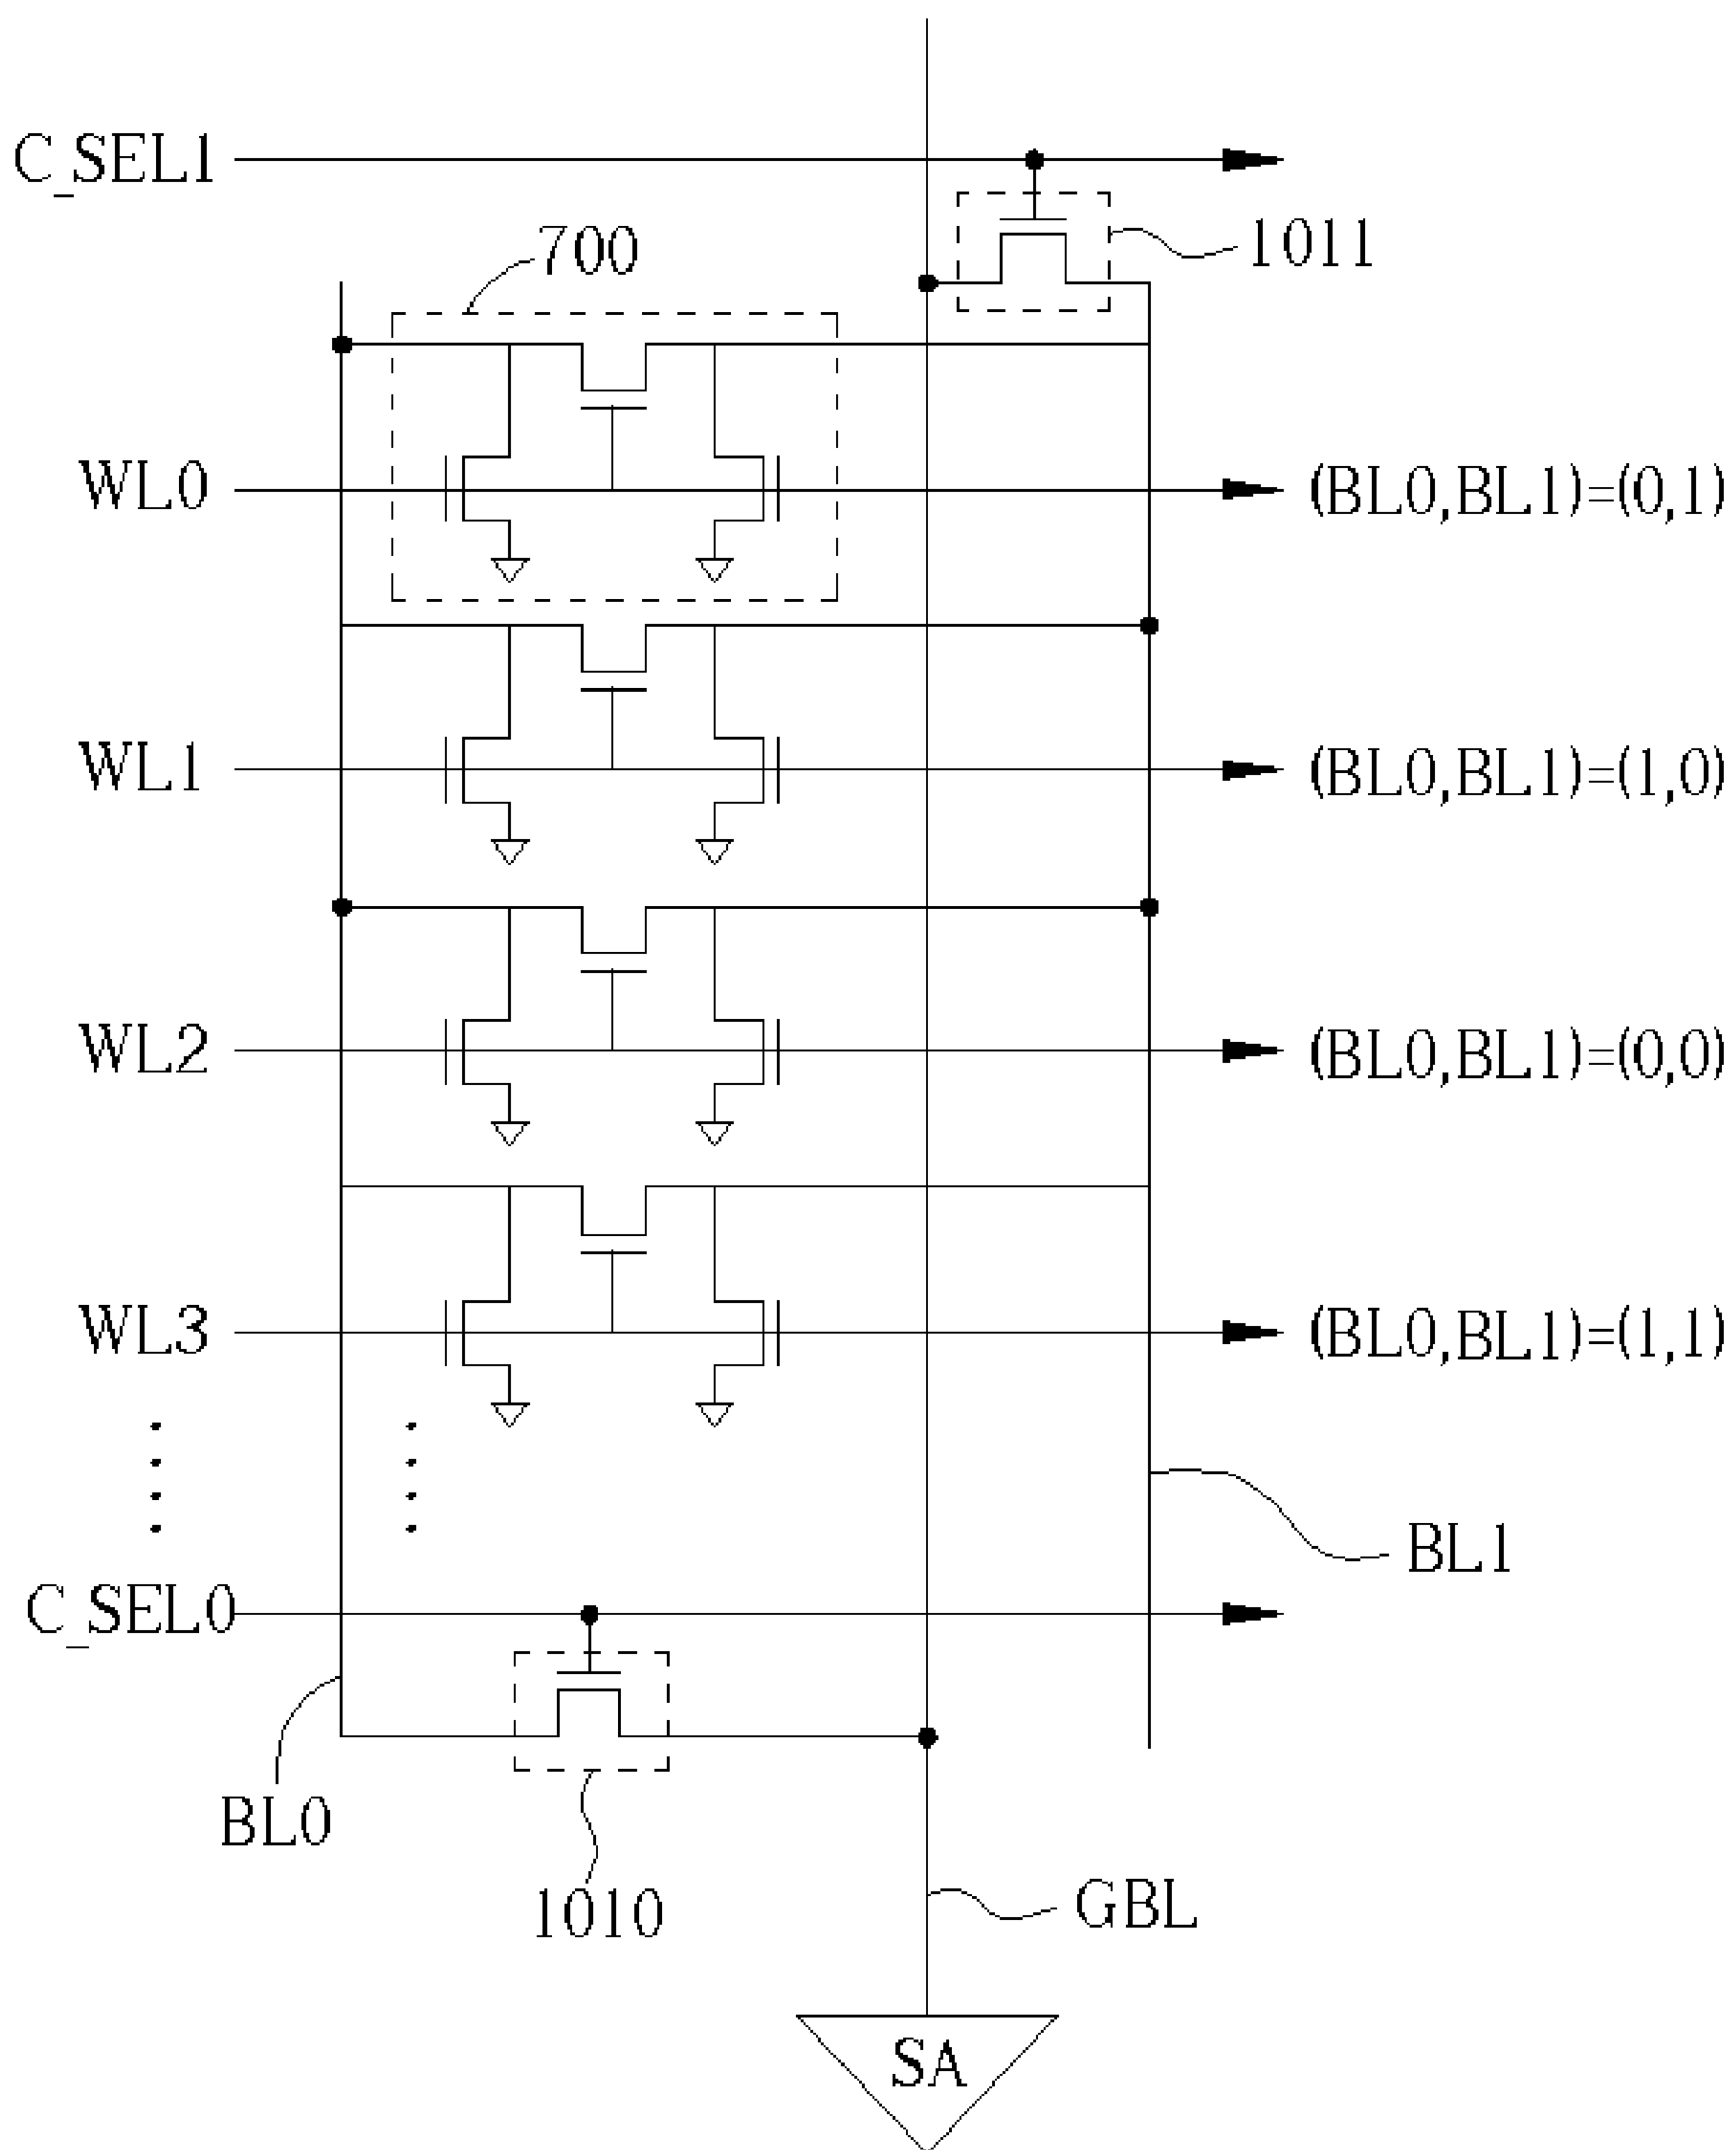 C_SEL1
700
1011
WL0
(BL0,BL1)=(0,1)
WL1
(BL0,BL1)=(1,0)
WL2
(BL0,BL1)=(0,0)
WL3
(BL0,BL1)=(1,1)
BL1
C_SEL0
BL0
1010
GBL
SA